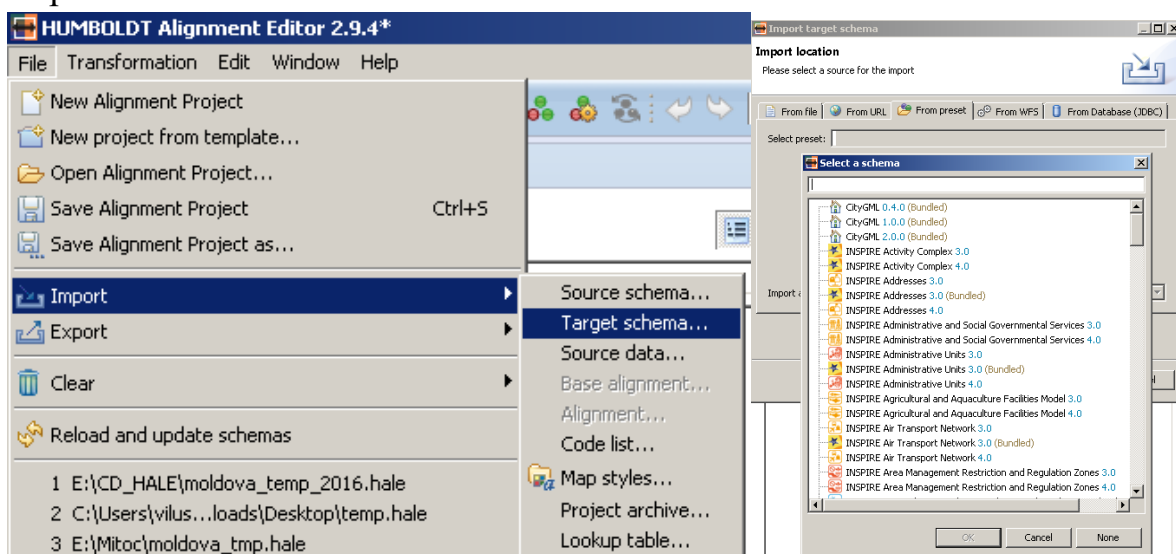 HUMBOLDT Alignment Editor 2.9.4*
File Transformation Edit Window Help
New Alignment Project
New project from template...
Open Alignment Project...
Save Alignment Project Ctrl+S
Save Alignment Project as...
Import
Export
Clear
Reload and update schemas
1 E:\CD_HALE\moldova_temp_2016.hale
2 C:\Users\vilus...loads\Desktop\temp.hale
3 E:\Mitoc\moldova_tmp.hale
Source schema...
Target schema...
Source data...
Base alignment...
Alignment...
Code list...
Map styles...
Project archive...
Lookup table...
Import target schema
Import location
Please select a source for the import
From file From URL From preset From WFS From Database (JDBC)
Select preset:
Import
Select a schema
CityGML 0.4.0 (Bundled)
CityGML 1.0.0 (Bundled)
CityGML 2.0.0 (Bundled)
INSPIRE Activity Complex 3.0
INSPIRE Activity Complex 4.0
INSPIRE Addresses 3.0
INSPIRE Addresses 3.0 (Bundled)
INSPIRE Addresses 4.0
INSPIRE Administrative and Social Governmental Services 3.0
INSPIRE Administrative and Social Governmental Services 4.0
INSPIRE Administrative Units 3.0
INSPIRE Administrative Units 3.0 (Bundled)
INSPIRE Administrative Units 4.0
INSPIRE Agricultural and Aquaculture Facilities Model 3.0
INSPIRE Agricultural and Aquaculture Facilities Model 4.0
INSPIRE Air Transport Network 3.0
INSPIRE Air Transport Network 3.0 (Bundled)
INSPIRE Air Transport Network 4.0
INSPIRE Area Management Restriction and Regulation Zones 3.0
INSPIRE Area Management Restriction and Regulation Zones 4.0
OK Cancel None